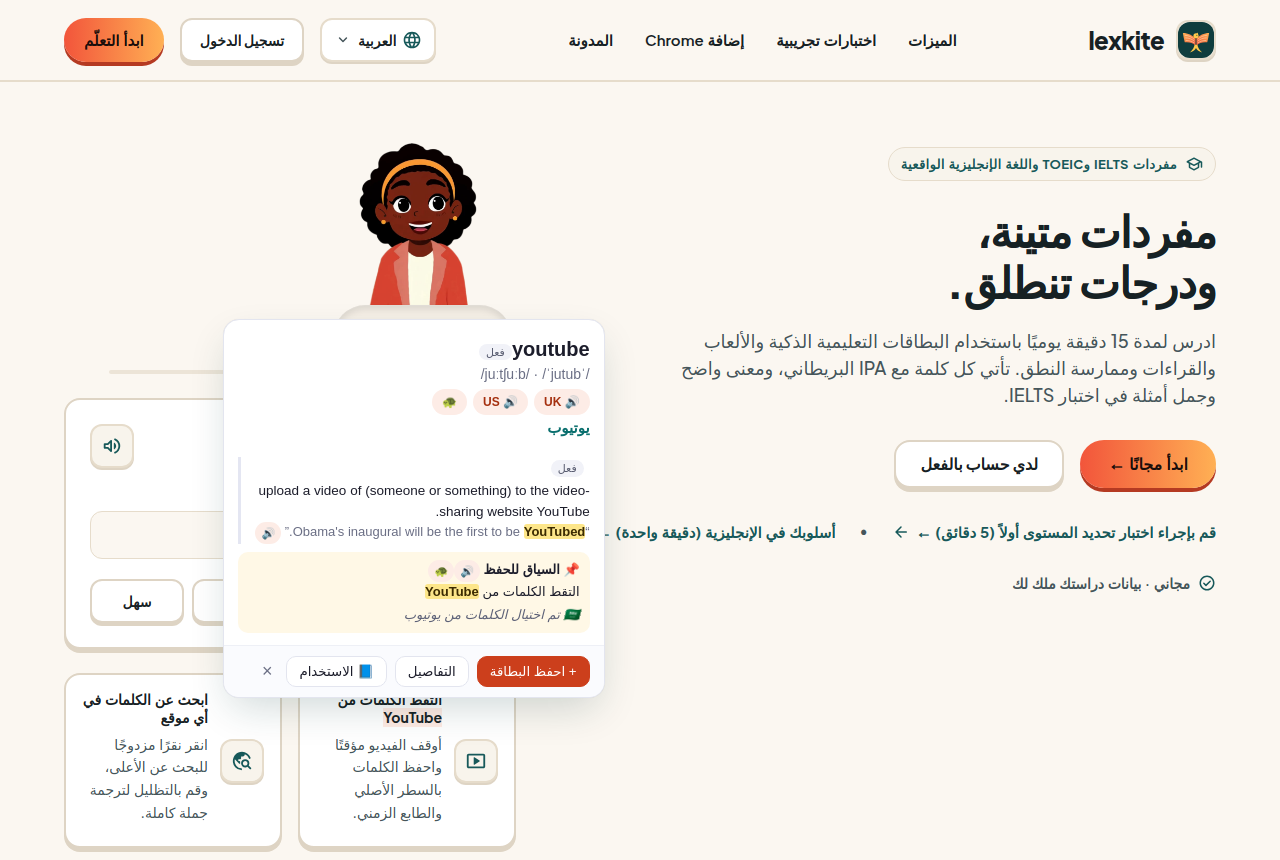 lexkite
الميزات
اختبارات تجريبية
إضافة Chrome
المدونة
العربية
تسجيل الدخول
ابدأ التعلّم
مفردات IELTS وTOEIC واللغة الإنجليزية الواقعية
مفردات متينة،
ودرجات تنطلق.
ادرس لمدة 15 دقيقة يوميًا باستخدام البطاقات التعليمية الذكية والألعاب
والقراءات وممارسة النطق. تأتي كل كلمة مع IPA البريطاني، ومعنى واضح
وجمل أمثلة في اختبار IELTS.
ابدأ مجانًا ←
لدي حساب بالفعل
قم بإجراء اختبار تحديد المستوى أولاً (5 دقائق) ← ←
•
أسلوبك في الإنجليزية (دقيقة واحدة) ←
مجاني · بيانات دراستك ملك لك
youtube فعل
/juːtʃuːb/ · /ˈjutubˈ/
UK 🔊
US 🔊
🐢
يوتيوب
فعل
upload a video of (someone or something) to the video-
.sharing website YouTube
"Obama's inaugural will be the first to be YouTubed." 🔊
📌 السياق للحفظ 🔊 🐢
التقط الكلمات من YouTube
🇸🇦 تم اختيال الكلمات من يوتيوب
+ احفظ البطاقة
التفاصيل
📘 الاستخدام
×
سهل
التقط الكلمات من
YouTube
أوقف الفيديو مؤقتًا
واحفظ الكلمات
بالسطر الأصلي
والطابع الزمني.
ابحث عن الكلمات في
أي موقع
انقر نقرًا مزدوجًا
للبحث عن الأعلى،
وقم بالتظليل لترجمة
جملة كاملة.